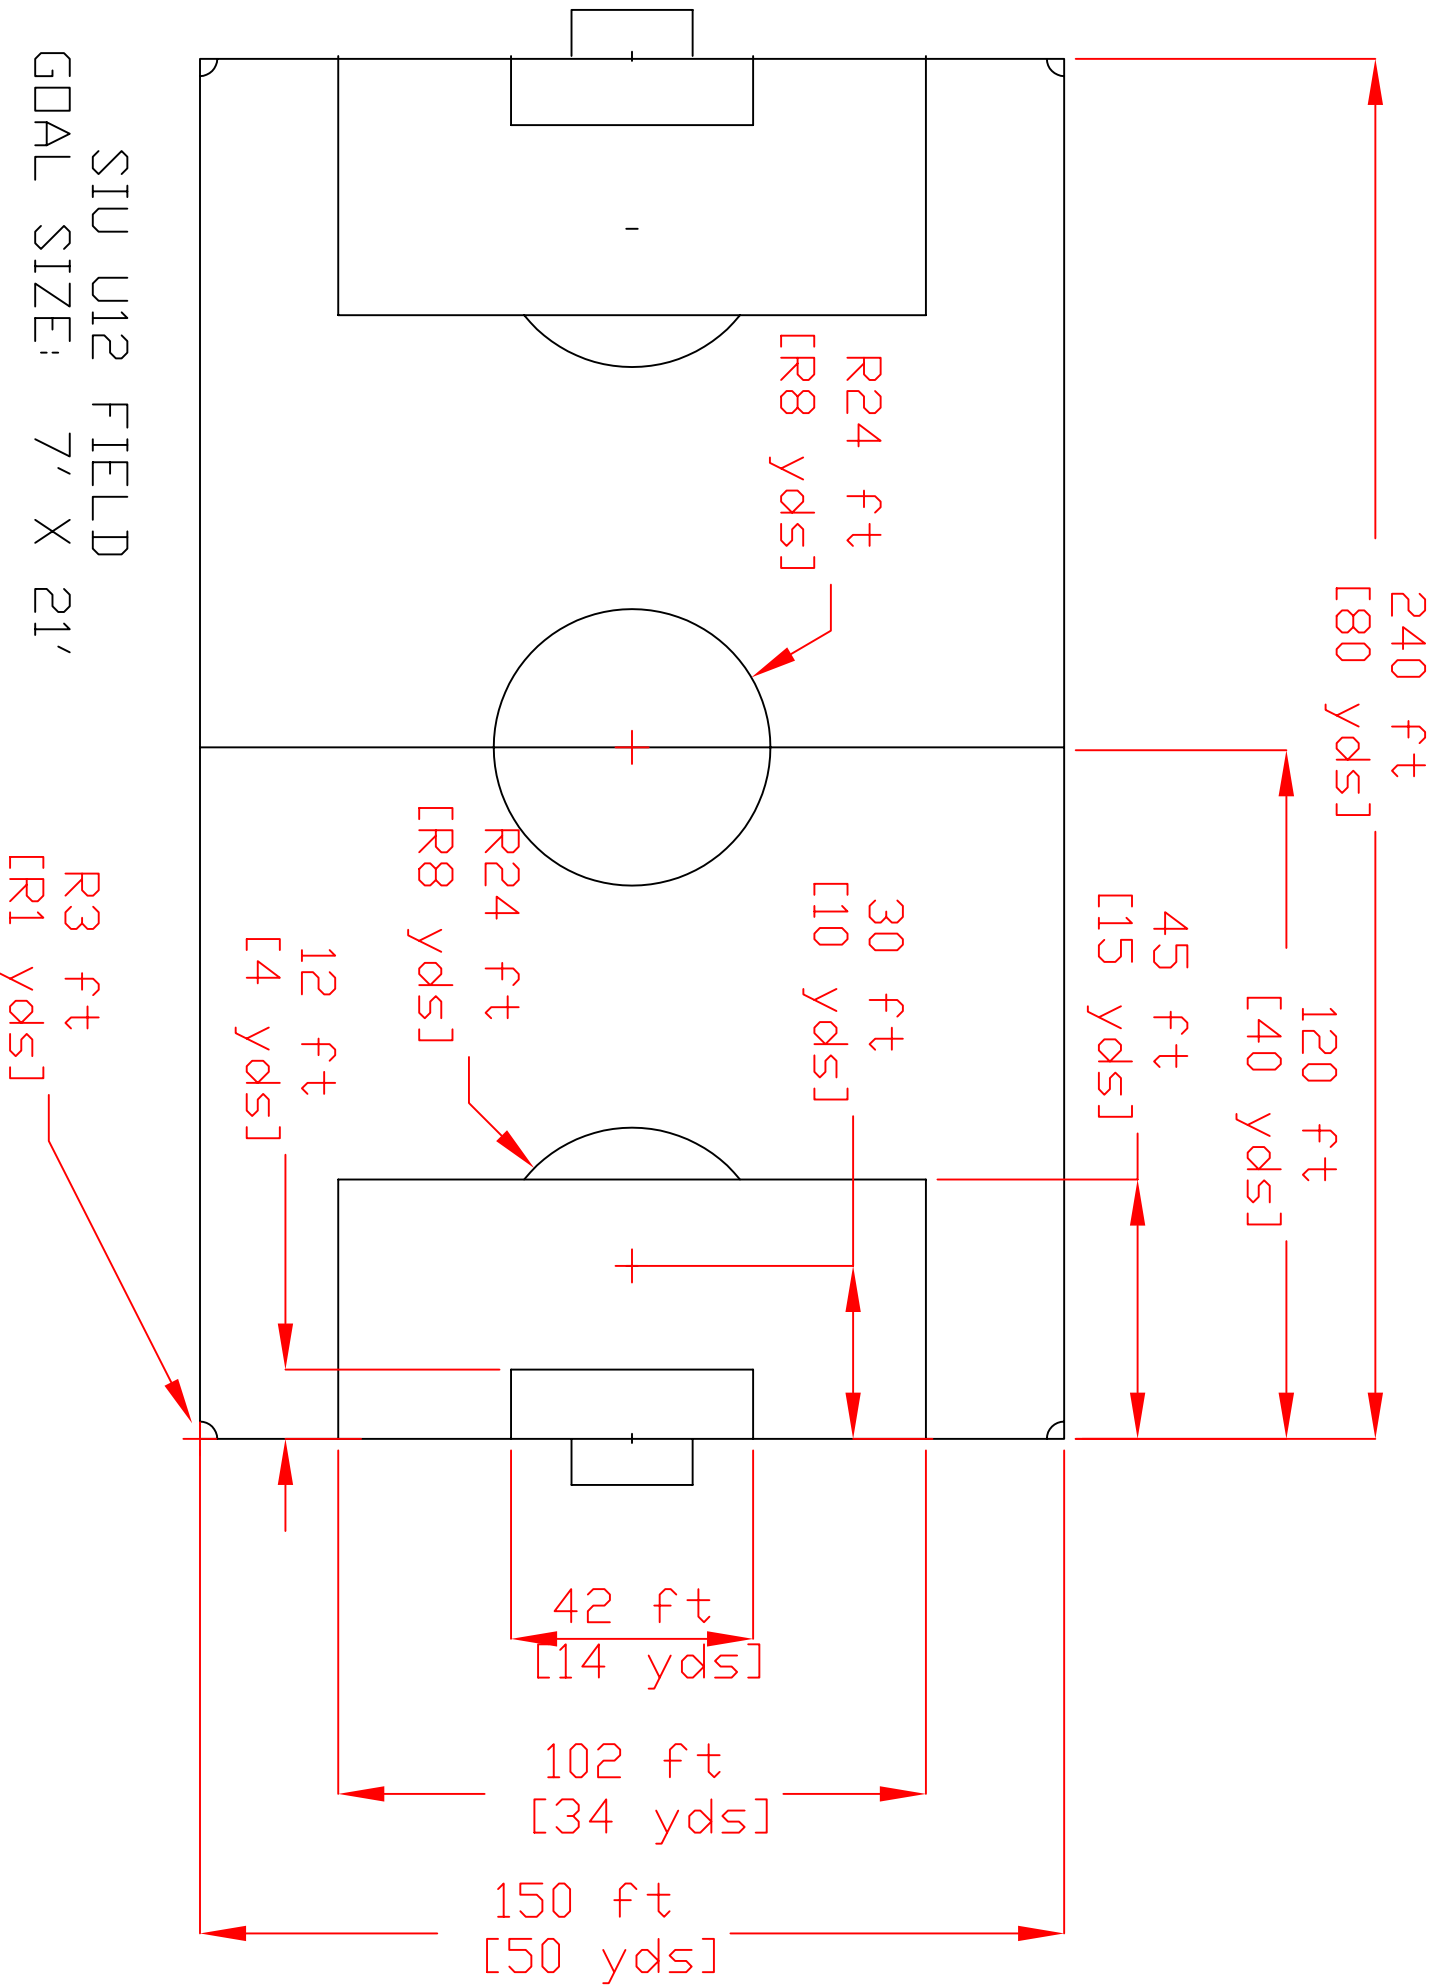 240 ft
[80 yds]
120 ft
[40 yds]
45 ft
[15 yds]
30 ft
[10 yds]
R24 ft
[R8 yds]
R24 ft
[R8 yds]
12 ft
[4 yds]
R3 ft
[R1 yds]
SIU U12 FIELD
GOAL SIZE: 7' X 21'
42 ft
[14 yds]
102 ft
[34 yds]
150 ft
[50 yds]